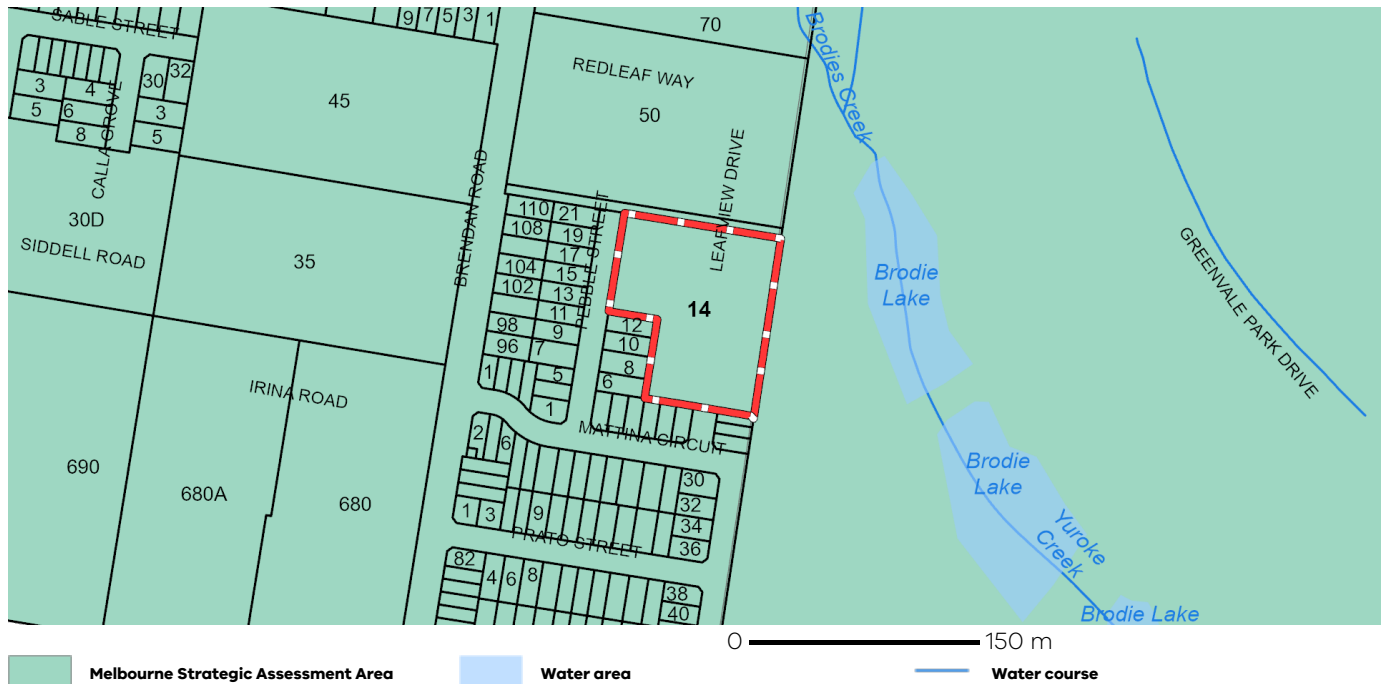 SABLE STREET
9 7 5 3 1
70
Brodies Creek
REDLEAF WAY
30 32
3 4
45
50
5 6
3
8
5
CALLA GROVE
BRENDAN ROAD
LEAFVIEW DRIVE
PEBBLE STREET
110 21
108 19
17
104 15
102 13
11
98 9
96 7
1
5
1
30D
SIDDELL ROAD
35
14
12
10
8
6
Brodie
Lake
GREENVALE PARK DRIVE
IRINA ROAD
MATTINA CIRCUIT
2 6
30
32
34
36
1 3 9
PRATO STREET
690
680A
680
Brodie
Lake
Yuroke
Creek
82
4 6 8
38
40
Brodie Lake
0 150 m
Melbourne Strategic Assessment Area
Water area
Water course